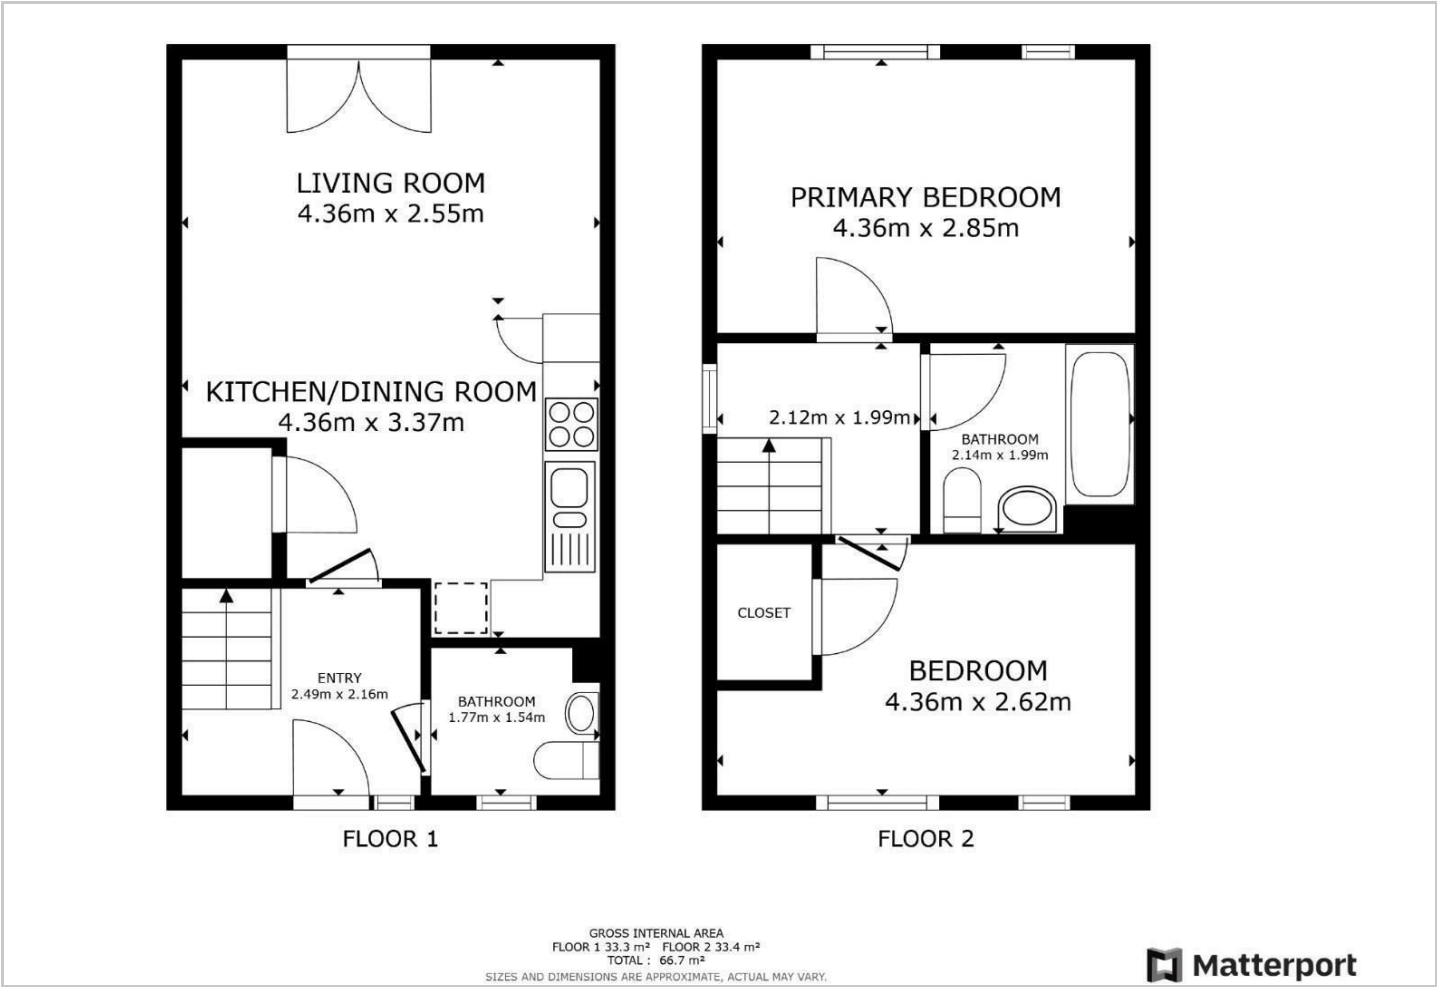 LIVING ROOM
4.36m x 2.55m
KITCHEN/DINING ROOM
4.36m x 3.37m
ENTRY
2.49m x 2.16m
BATHROOM
1.77m x 1.54m
FLOOR 1
PRIMARY BEDROOM
4.36m x 2.85m
2.12m x 1.99m
BATHROOM
2.14m x 1.99m
CLOSET
BEDROOM
4.36m x 2.62m
FLOOR 2
GROSS INTERNAL AREA
FLOOR 1 33.3 m² FLOOR 2 33.4 m²
TOTAL : 66.7 m²
SIZES AND DIMENSIONS ARE APPROXIMATE, ACTUAL MAY VARY.
Matterport